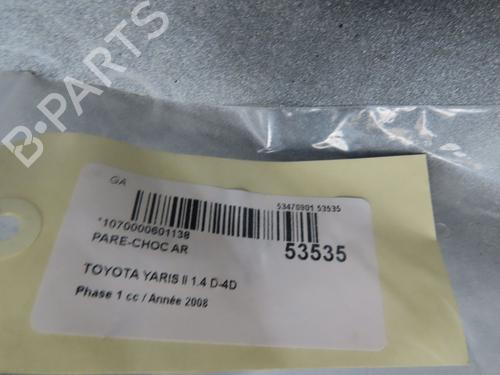 B-PARTS
GA
53470901 53535
*1070000601138
PARE-CHOC AR
53535
TOYOTA YARIS II 1.4 D-4D
Phase 1 cc / Année 2008